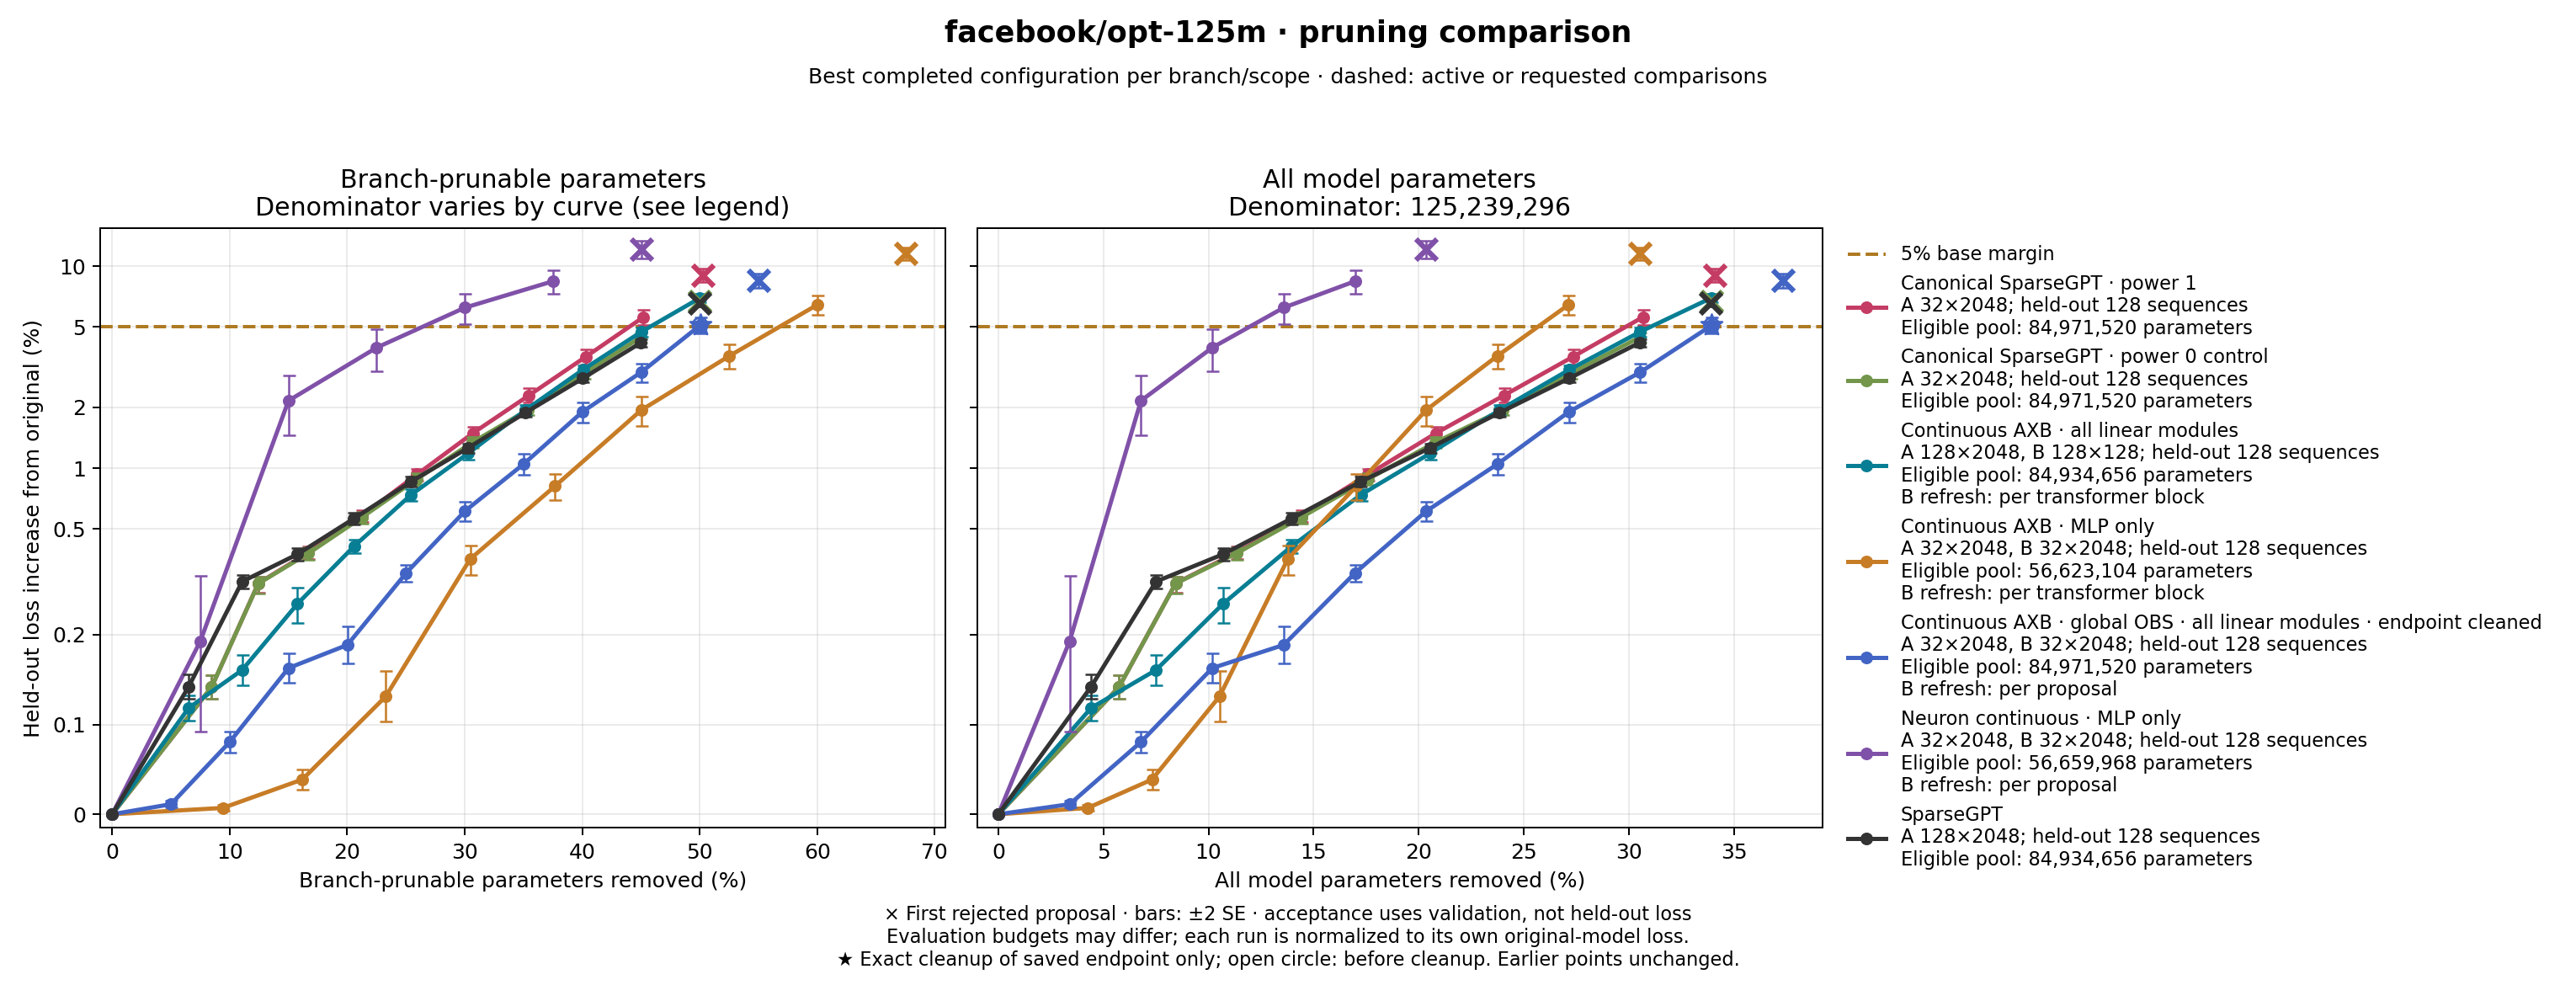 facebook/opt-125m · pruning comparison
Best completed configuration per branch/scope · dashed: active or requested comparisons
Branch-prunable parameters
Denominator varies by curve (see legend)
Held-out loss increase from original (%)
10
5
2
1
0.5
0.2
0.1
0
0 10 20 30 40 50 60 70
Branch-prunable parameters removed (%)
All model parameters
Denominator: 125,239,296
0 5 10 15 20 25 30 35
All model parameters removed (%)
5% base margin
Canonical SparseGPT · power 1
A 32×2048; held-out 128 sequences
Eligible pool: 84,971,520 parameters
Canonical SparseGPT · power 0 control
A 32×2048; held-out 128 sequences
Eligible pool: 84,971,520 parameters
Continuous AXB · all linear modules
A 128×2048, B 128×128; held-out 128 sequences
Eligible pool: 84,934,656 parameters
B refresh: per transformer block
Continuous AXB · MLP only
A 32×2048, B 32×2048; held-out 128 sequences
Eligible pool: 56,623,104 parameters
B refresh: per transformer block
Continuous AXB · global OBS · all linear modules · endpoint cleaned
A 32×2048, B 32×2048; held-out 128 sequences
Eligible pool: 84,971,520 parameters
B refresh: per proposal
Neuron continuous · MLP only
A 32×2048, B 32×2048; held-out 128 sequences
Eligible pool: 56,659,968 parameters
B refresh: per proposal
SparseGPT
A 128×2048; held-out 128 sequences
Eligible pool: 84,934,656 parameters
× First rejected proposal · bars: ±2 SE · acceptance uses validation, not held-out loss
Evaluation budgets may differ; each run is normalized to its own original-model loss.
★ Exact cleanup of saved endpoint only; open circle: before cleanup. Earlier points unchanged.